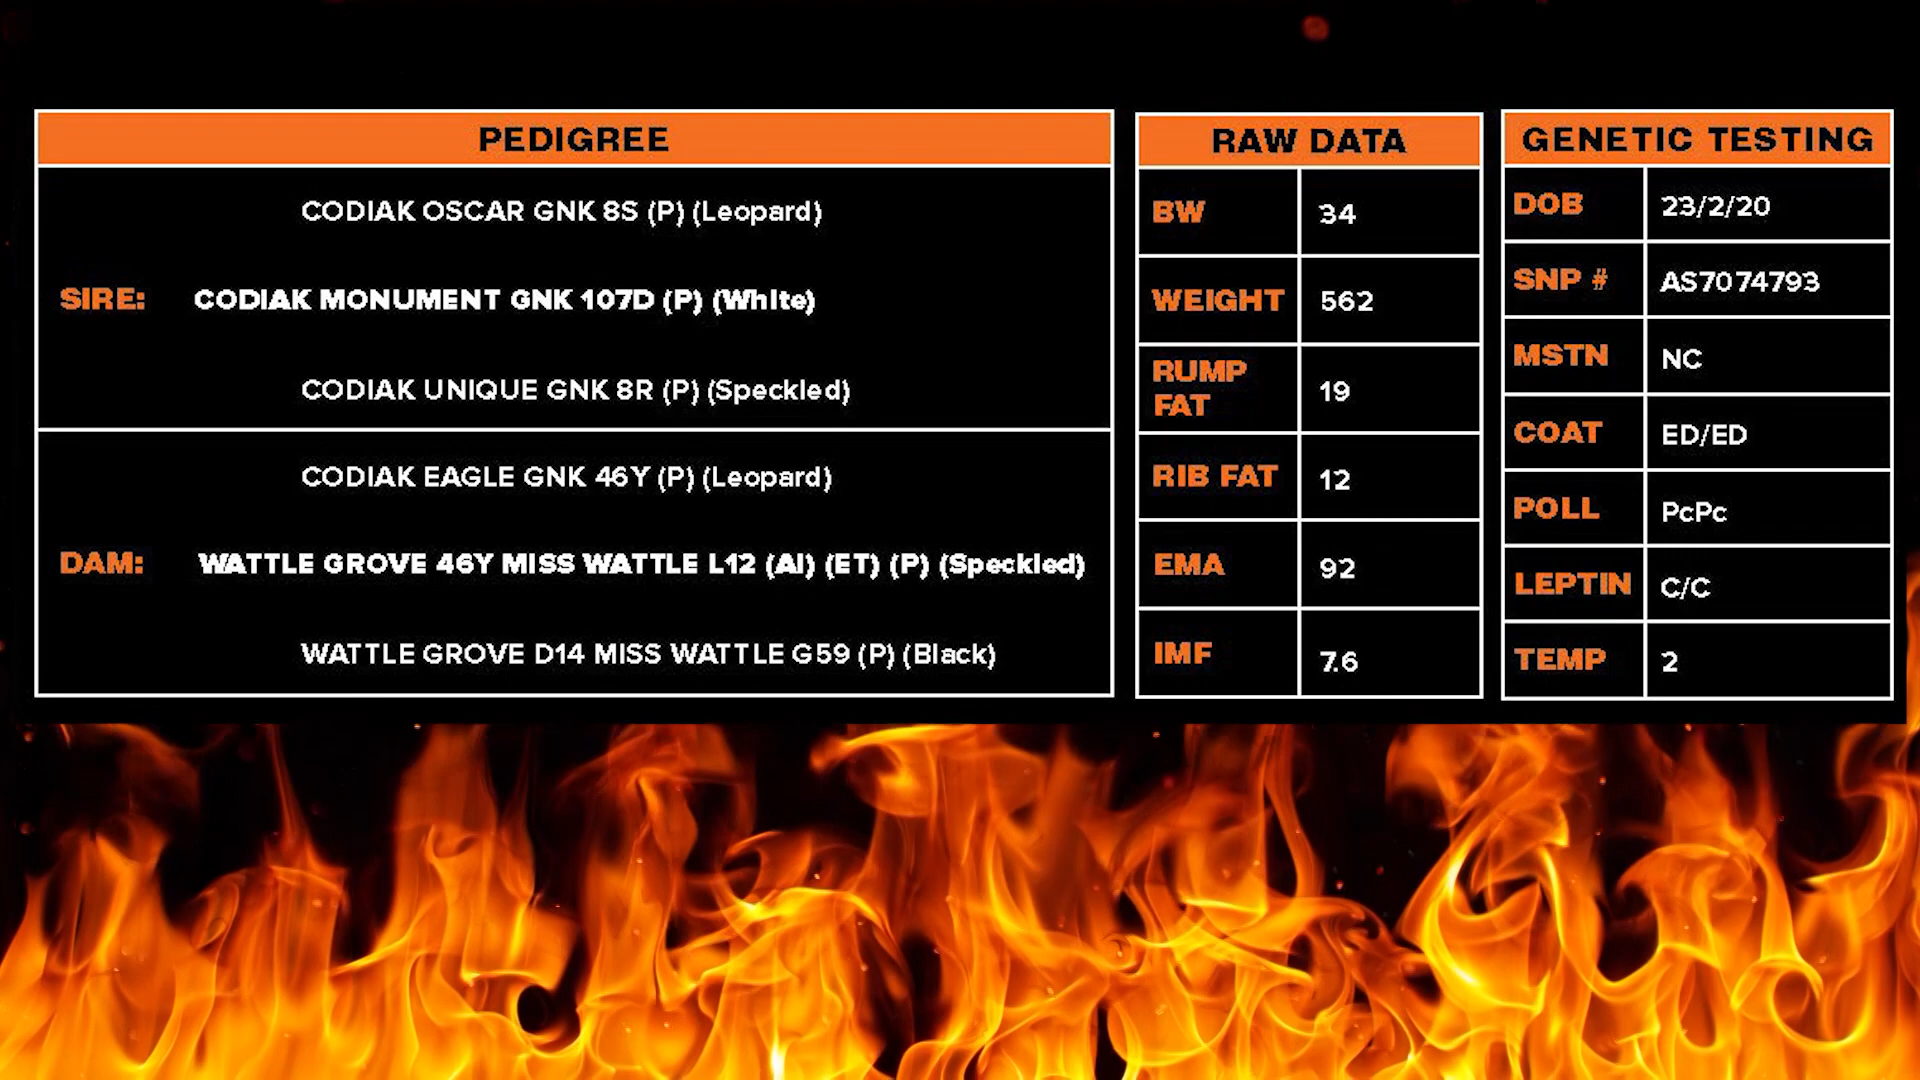 PEDIGREE
CODIAK OSCAR GNK 8S (P) (Leopard)
SIRE: CODIAK MONUMENT GNK 107D (P) (White)
CODIAK UNIQUE GNK 8R (P) (Speckled)
CODIAK EAGLE GNK 46Y (P) (Leopard)
DAM: WATTLE GROVE 46Y MISS WATTLE L12 (AI) (ET) (P) (Speckled)
WATTLE GROVE D14 MISS WATTLE G59 (P) (Black)
RAW DATA
BW 34
WEIGHT 562
RUMP
FAT 19
RIB FAT 12
EMA 92
IMF 7.6
GENETIC TESTING
DOB 23/2/20
SNP # AS7074793
MSTN NC
COAT ED/ED
POLL PcPc
LEPTIN C/C
TEMP 2